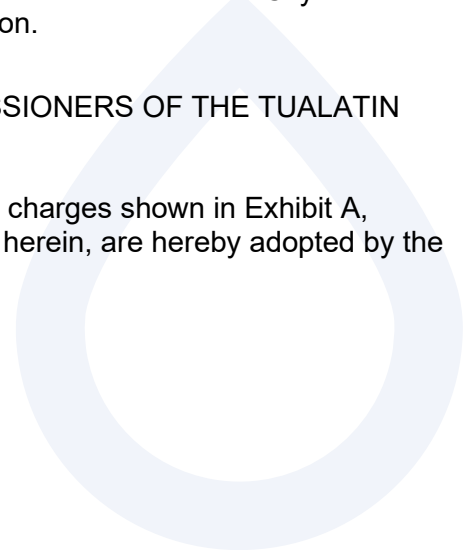 on.
SSIONERS OF THE TUALATIN
charges shown in Exhibit A,
herein, are hereby adopted by the